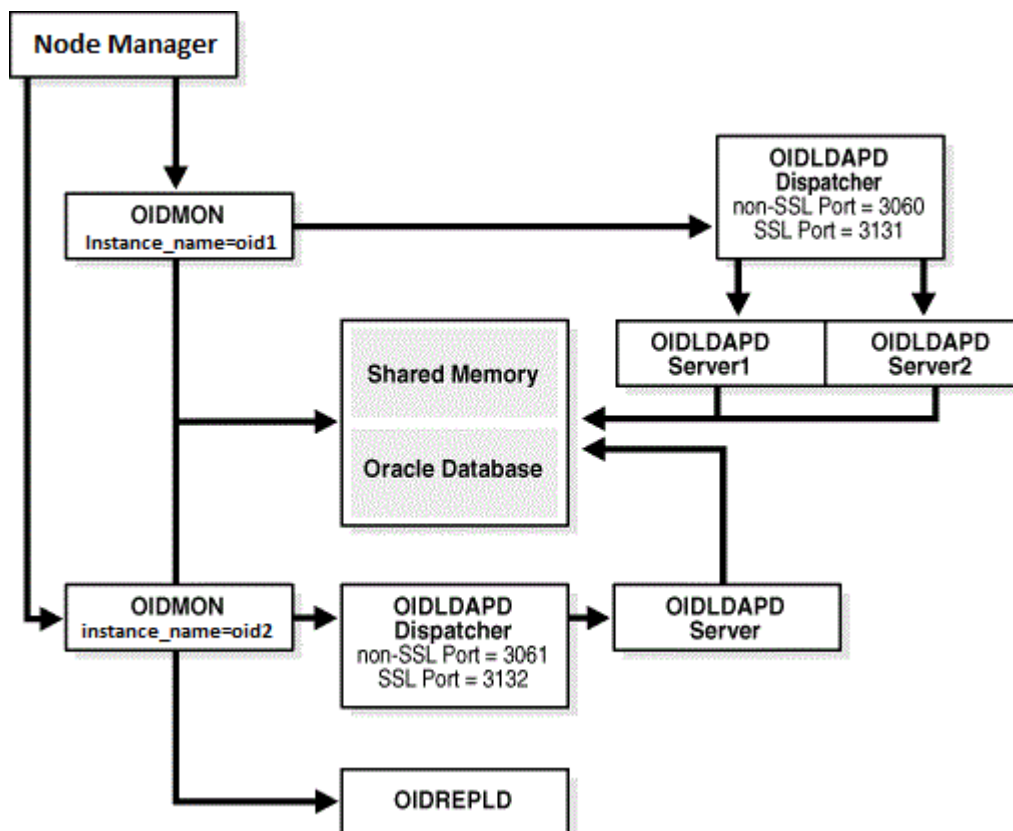 Node Manager
OIDLDAPD
Dispatcher
non-SSL Port = 3060
SSL Port = 3131
OIDMON
Instance_name=oid1
OIDLDAPD
Server1
OIDLDAPD
Server2
Shared Memory
Oracle Database
OIDMON
instance_name=oid2
OIDLDAPD
Dispatcher
non-SSL Port = 3061
SSL Port = 3132
OIDLDAPD
Server
OIDREPLD